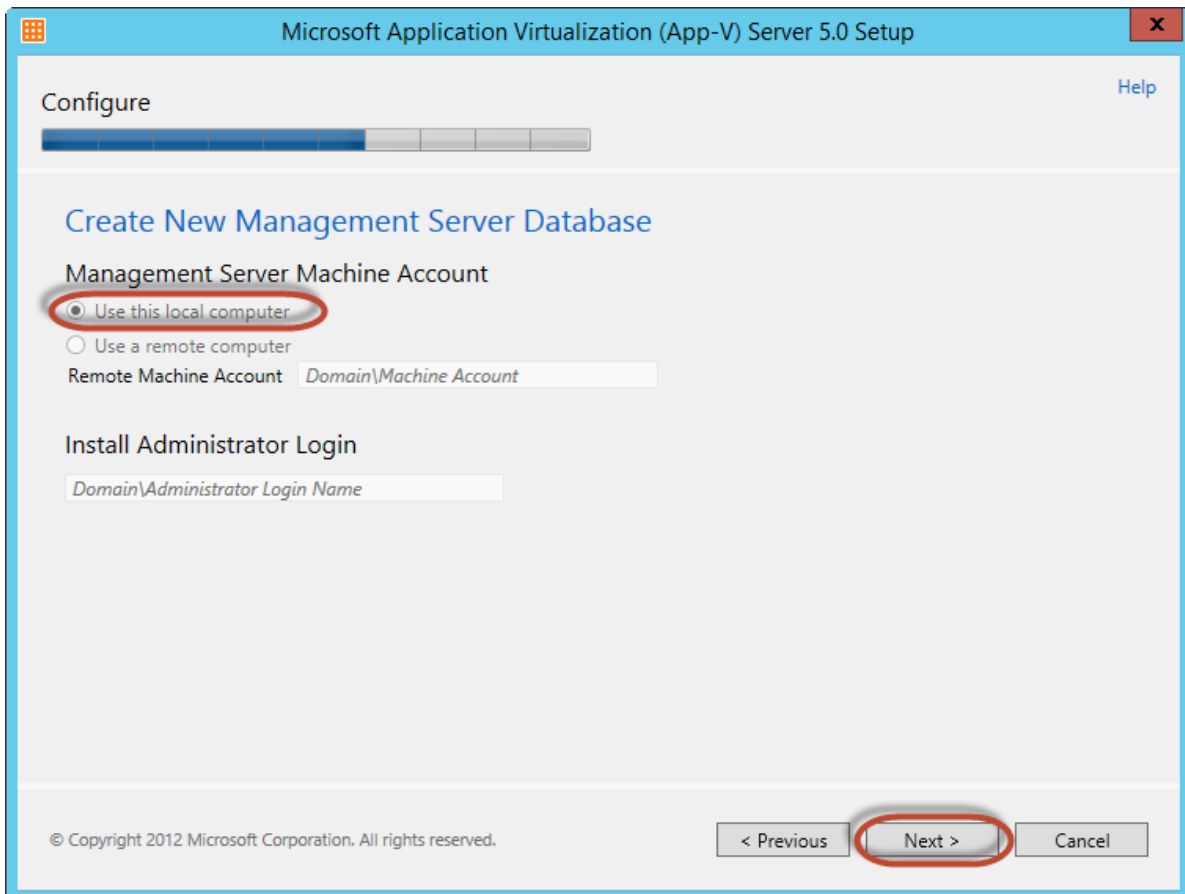 Microsoft Application Virtualization (App-V) Server 5.0 Setup
x
Help
Configure
Create New Management Server Database
Management Server Machine Account
Use this local computer
Use a remote computer
Remote Machine Account Domain\Machine Account
Install Administrator Login
Domain\Administrator Login Name
© Copyright 2012 Microsoft Corporation. All rights reserved. < Previous Next > Cancel